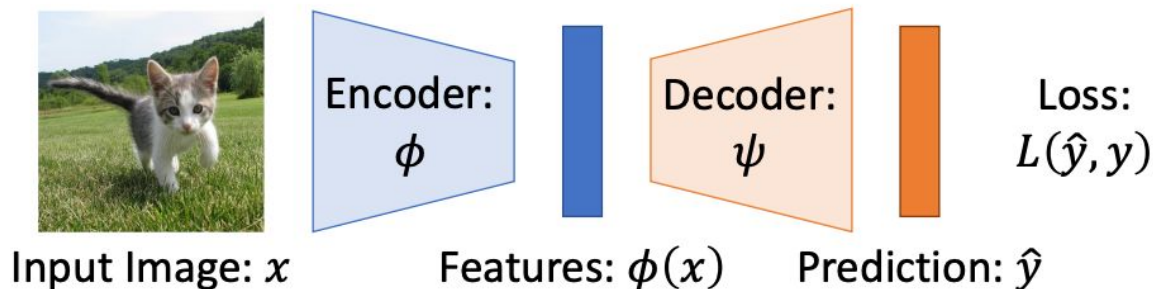 Encoder:
ϕ
Decoder:
ψ
Loss:
L(ŷ, y)
Input Image: x
Features: ϕ(x)
Prediction: ŷ